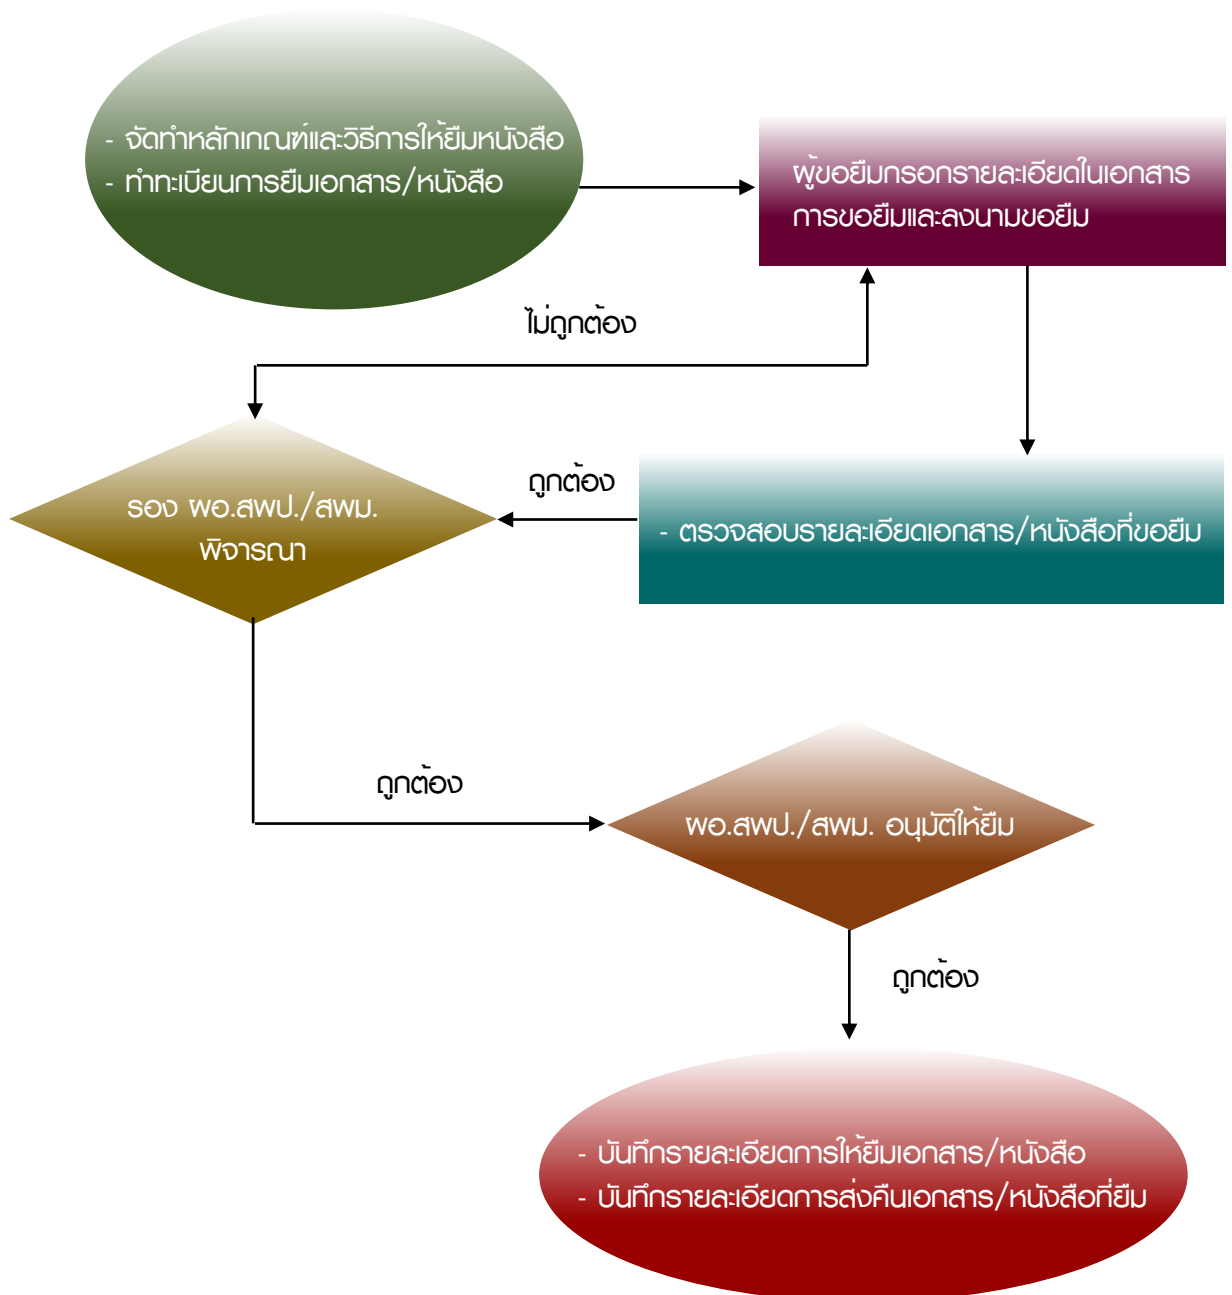 - จัดทำหลักเกณฑ์และวิธีการให้ยืมหนังสือ
- ทำทะเบียนการยืมเอกสาร/หนังสือ
ผู้ขอยืมกรอกรายละเอียดในเอกสาร
การขอยืมและลงนามขอยืม
ไม่ถูกต้อง
รอง ผอ.สพป./สพม.
พิจารณา
ถูกต้อง
- ตรวจสอบรายละเอียดเอกสาร/หนังสือที่ขอยืม
ถูกต้อง
ผอ.สพป./สพม. อนุมัติให้ยืม
ถูกต้อง
- บันทึกรายละเอียดการให้ยืมเอกสาร/หนังสือ
- บันทึกรายละเอียดการส่งคืนเอกสาร/หนังสือที่ยืม